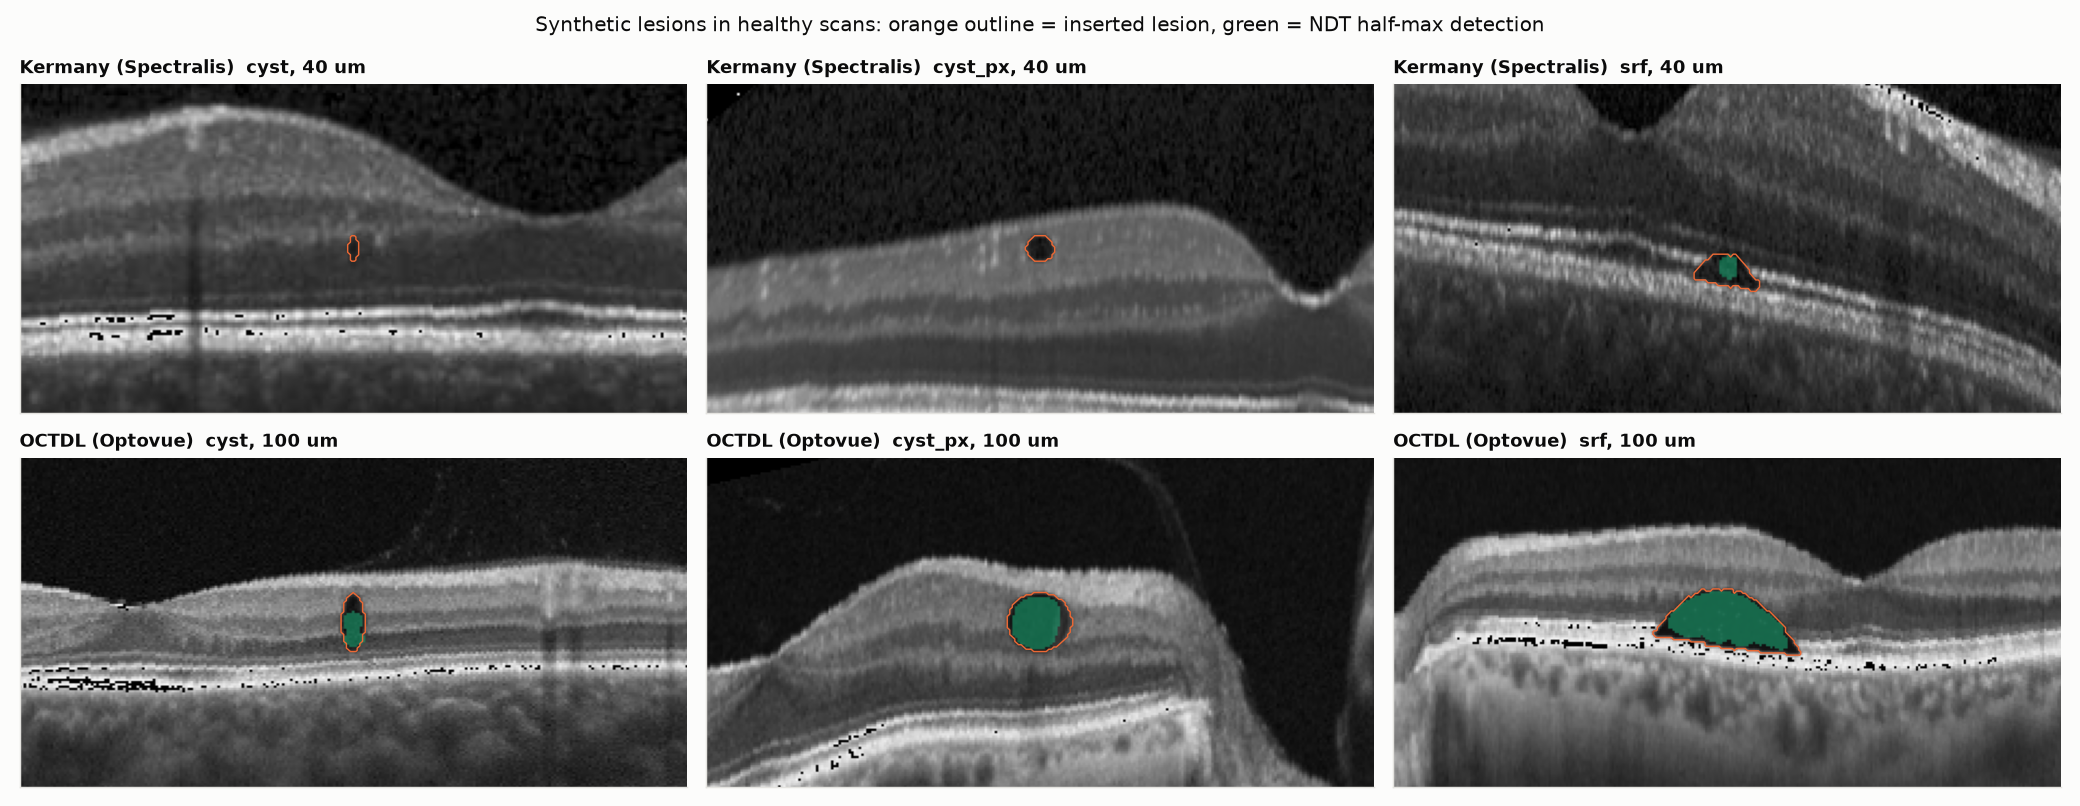 Synthetic lesions in healthy scans: orange outline = inserted lesion, green = NDT half-max detection
Kermany (Spectralis)  cyst, 40 um
Kermany (Spectralis)  cyst_px, 40 um
Kermany (Spectralis)  srf, 40 um
OCTDL (Optovue)  cyst, 100 um
OCTDL (Optovue)  cyst_px, 100 um
OCTDL (Optovue)  srf, 100 um